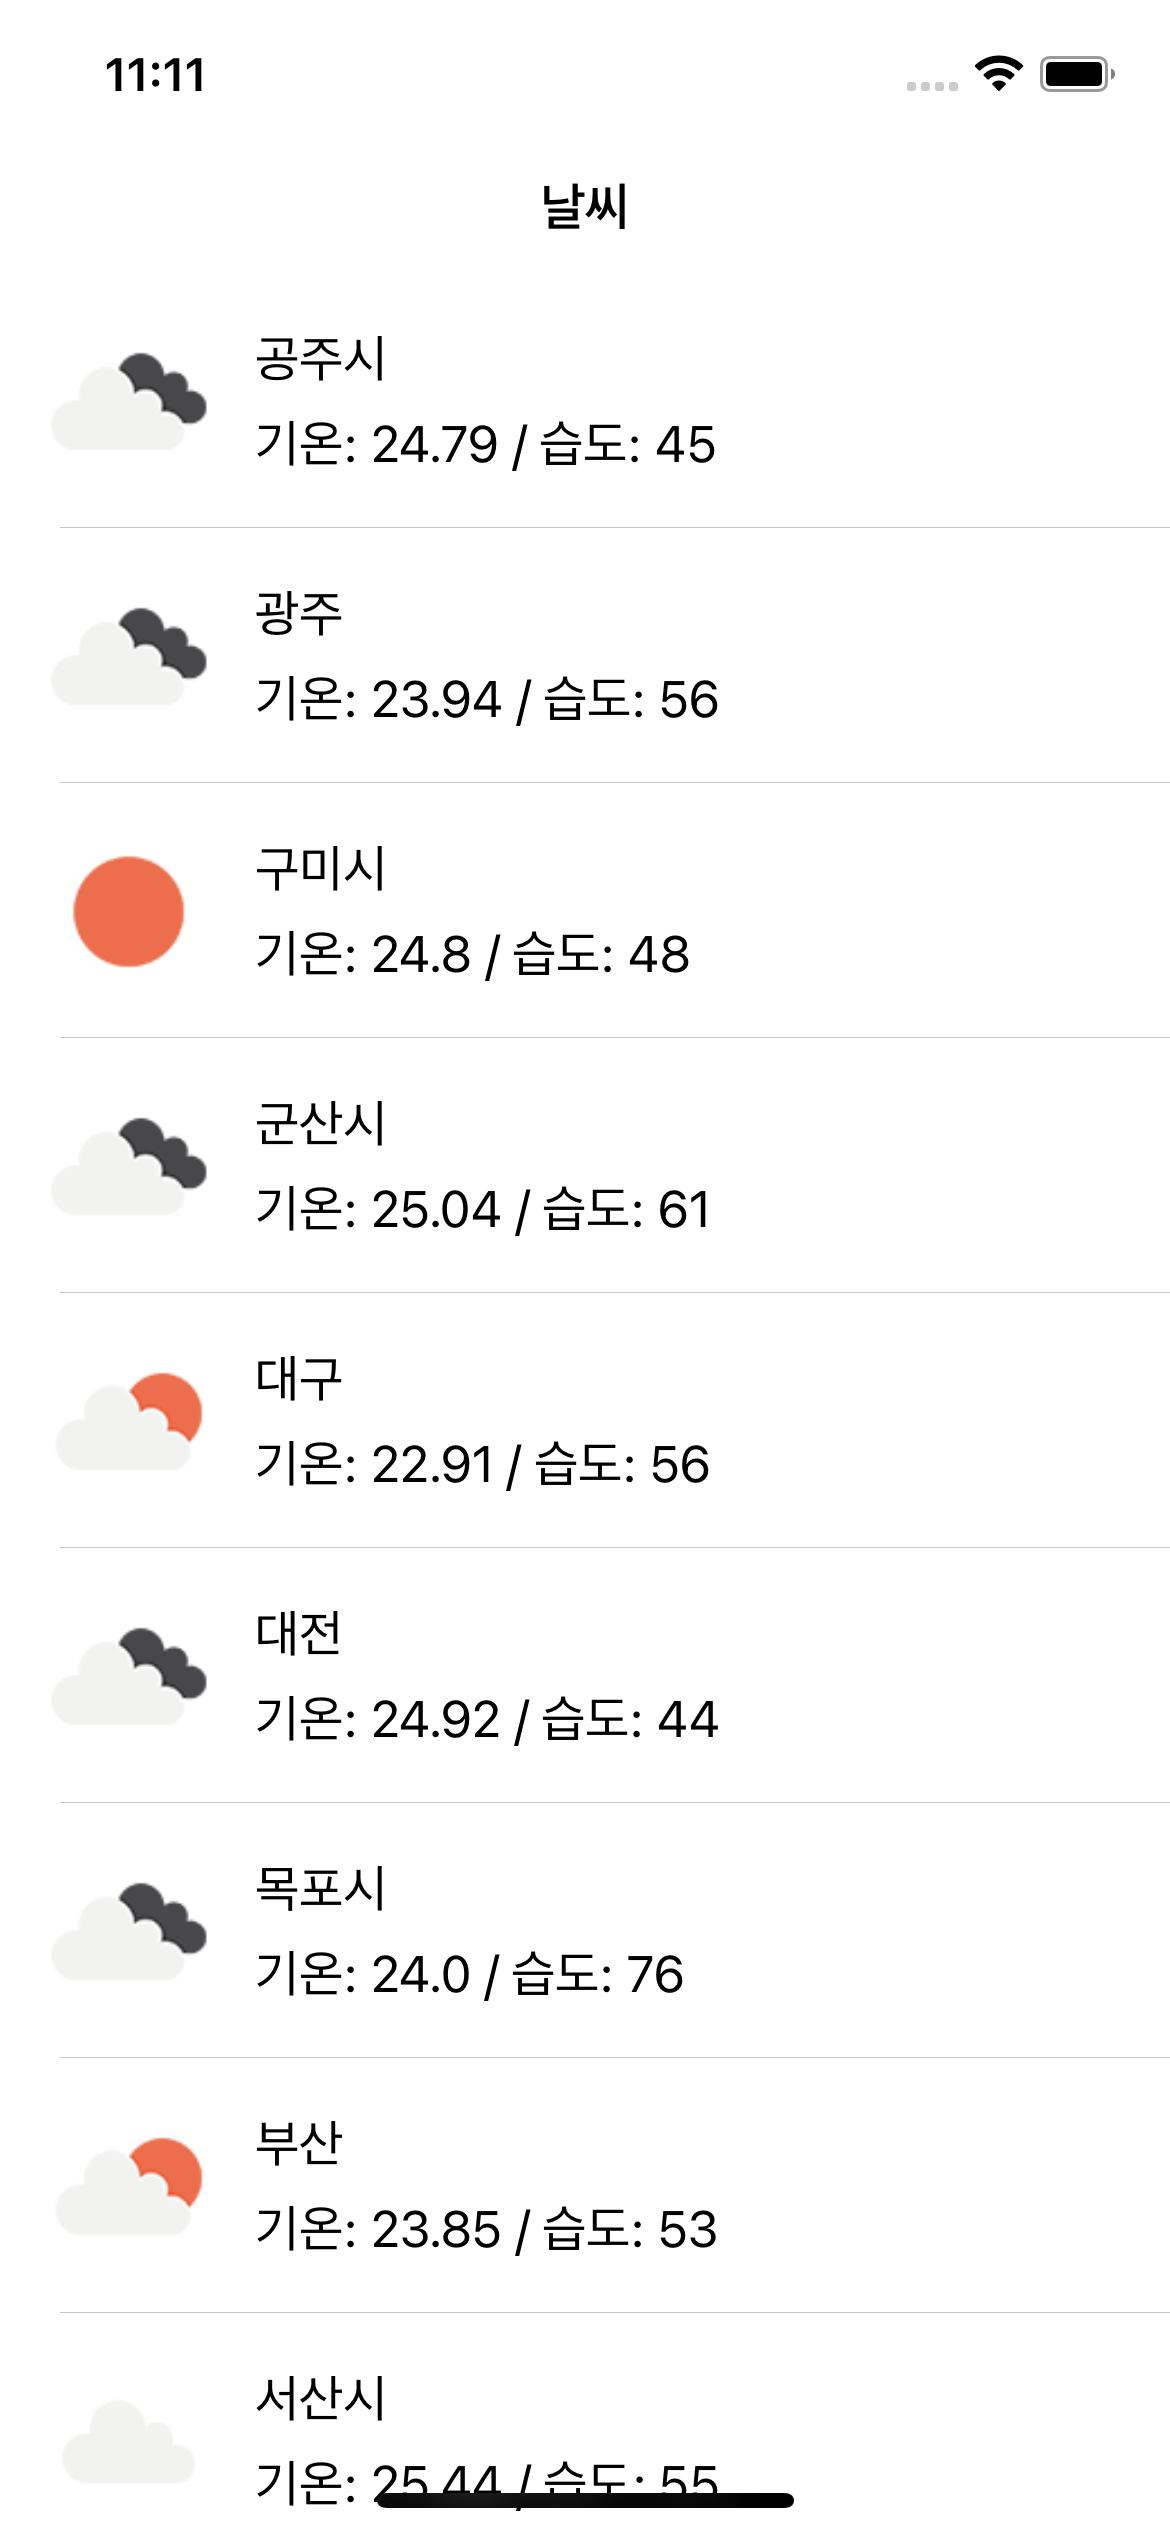 11:11
날씨
공주시
기온: 24.79 / 습도: 45
광주
기온: 23.94 / 습도: 56
구미시
기온: 24.8 / 습도: 48
군산시
기온: 25.04 / 습도: 61
대구
기온: 22.91 / 습도: 56
대전
기온: 24.92 / 습도: 44
목포시
기온: 24.0 / 습도: 76
부산
기온: 23.85 / 습도: 53
서산시
기온: 25.44 / 습도: 55